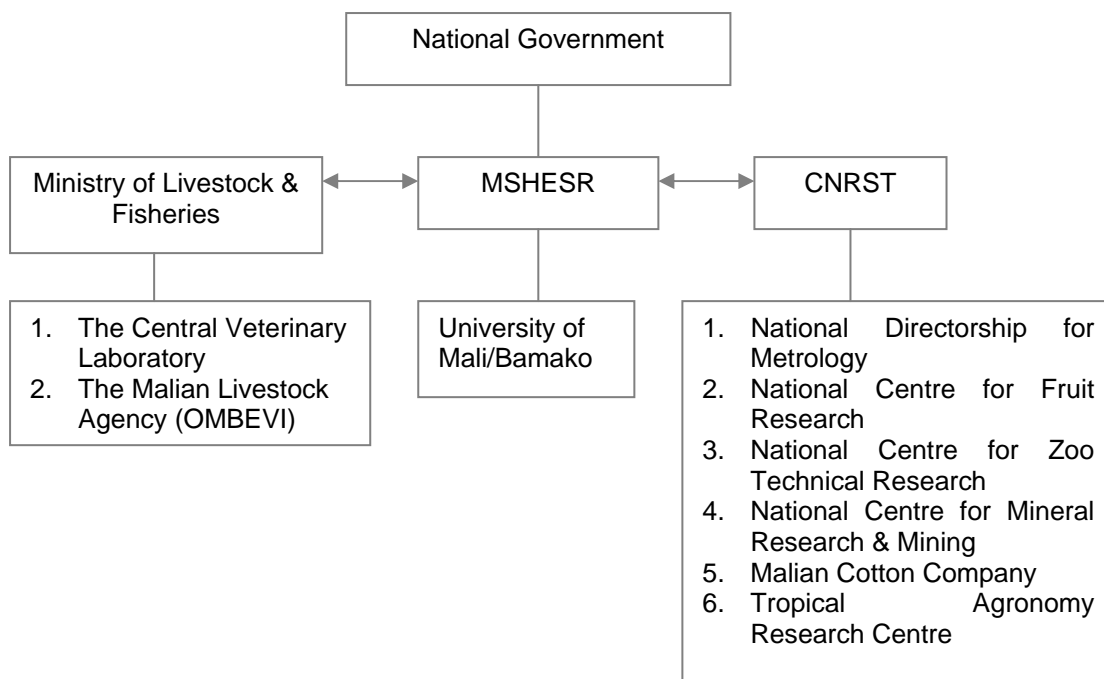 National Government
Ministry of Livestock &
Fisheries
MSHESR
CNRST
1. The Central Veterinary
Laboratory
2. The Malian Livestock
Agency (OMBEVI)
University of
Mali/Bamako
1. National Directorship for
Metrology
2. National Centre for Fruit
Research
3. National Centre for Zoo
Technical Research
4. National Centre for Mineral
Research & Mining
5. Malian Cotton Company
6. Tropical Agronomy
Research Centre